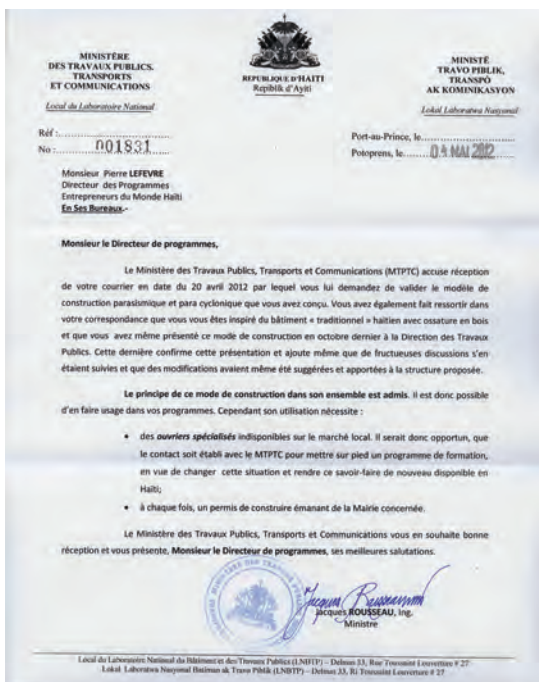 MINISTÈRE
DES TRAVAUX PUBLICS,
TRANSPORTS
ET COMMUNICATIONS
Local du Laboratoire National
REPUBLIQUE D'HAITI
Repiblik d'Ayiti
MINISTÈ
TRAVO PIBLIK,
TRANSPÒ
AK KOMINIKASYON
Lokal Laboratwa Nasyonal
Réf :
No : 001831
Port-au-Prince, le
Potoprens, le 04 MAI 2012
Monsieur Pierre LEFEVRE
Directeur des Programmes
Entrepreneurs du Monde Haïti
En Ses Bureaux.-
Monsieur le Directeur de programmes,
Le Ministère des Travaux Publics, Transports et Communications (MTPTC) accuse réception
de votre courrier en date du 20 avril 2012 par lequel vous lui demandez de valider le modèle de
construction parasismique et para cyclonique que vous avez conçu. Vous avez également fait ressortir dans
votre correspondance que vous vous êtes inspiré du bâtiment « traditionnel » haïtien avec ossature en bois
et que vous avez même présenté ce mode de construction en octobre dernier à la Direction des Travaux
Publics. Cette dernière confirme cette présentation et ajoute même que de fructueuses discussions s'en
étaient suivies et que des modifications avaient même été suggérées et apportées à la structure proposée.
Le principe de ce mode de construction dans son ensemble est admis. Il est donc possible
d'en faire usage dans vos programmes. Cependant son utilisation nécessite :
• des ouvriers spécialisés indisponibles sur le marché local. Il serait donc opportun, que
le contact soit établi avec le MTPTC pour mettre sur pied un programme de formation,
en vue de changer cette situation et rendre ce savoir-faire de nouveau disponible en
Haïti;
• à chaque fois, un permis de construire émanant de la Mairie concernée.
Le Ministère des Travaux Publics, Transports et Communications vous en souhaite bonne
réception et vous présente, Monsieur le Directeur de programmes, ses meilleures salutations.
Jacques ROUSSEAU, Ing.
Ministre
Local du Laboratoire National du Bâtiment et des Travaux Publics (LNBTP) – Delmas 33, Rue Toussaint Louverture # 27
Lokal Laboratwa Nasyonal Batiman ak Travo Piblik (LNBTP) – Delmas 33, Ri Toussaint Louverture # 27